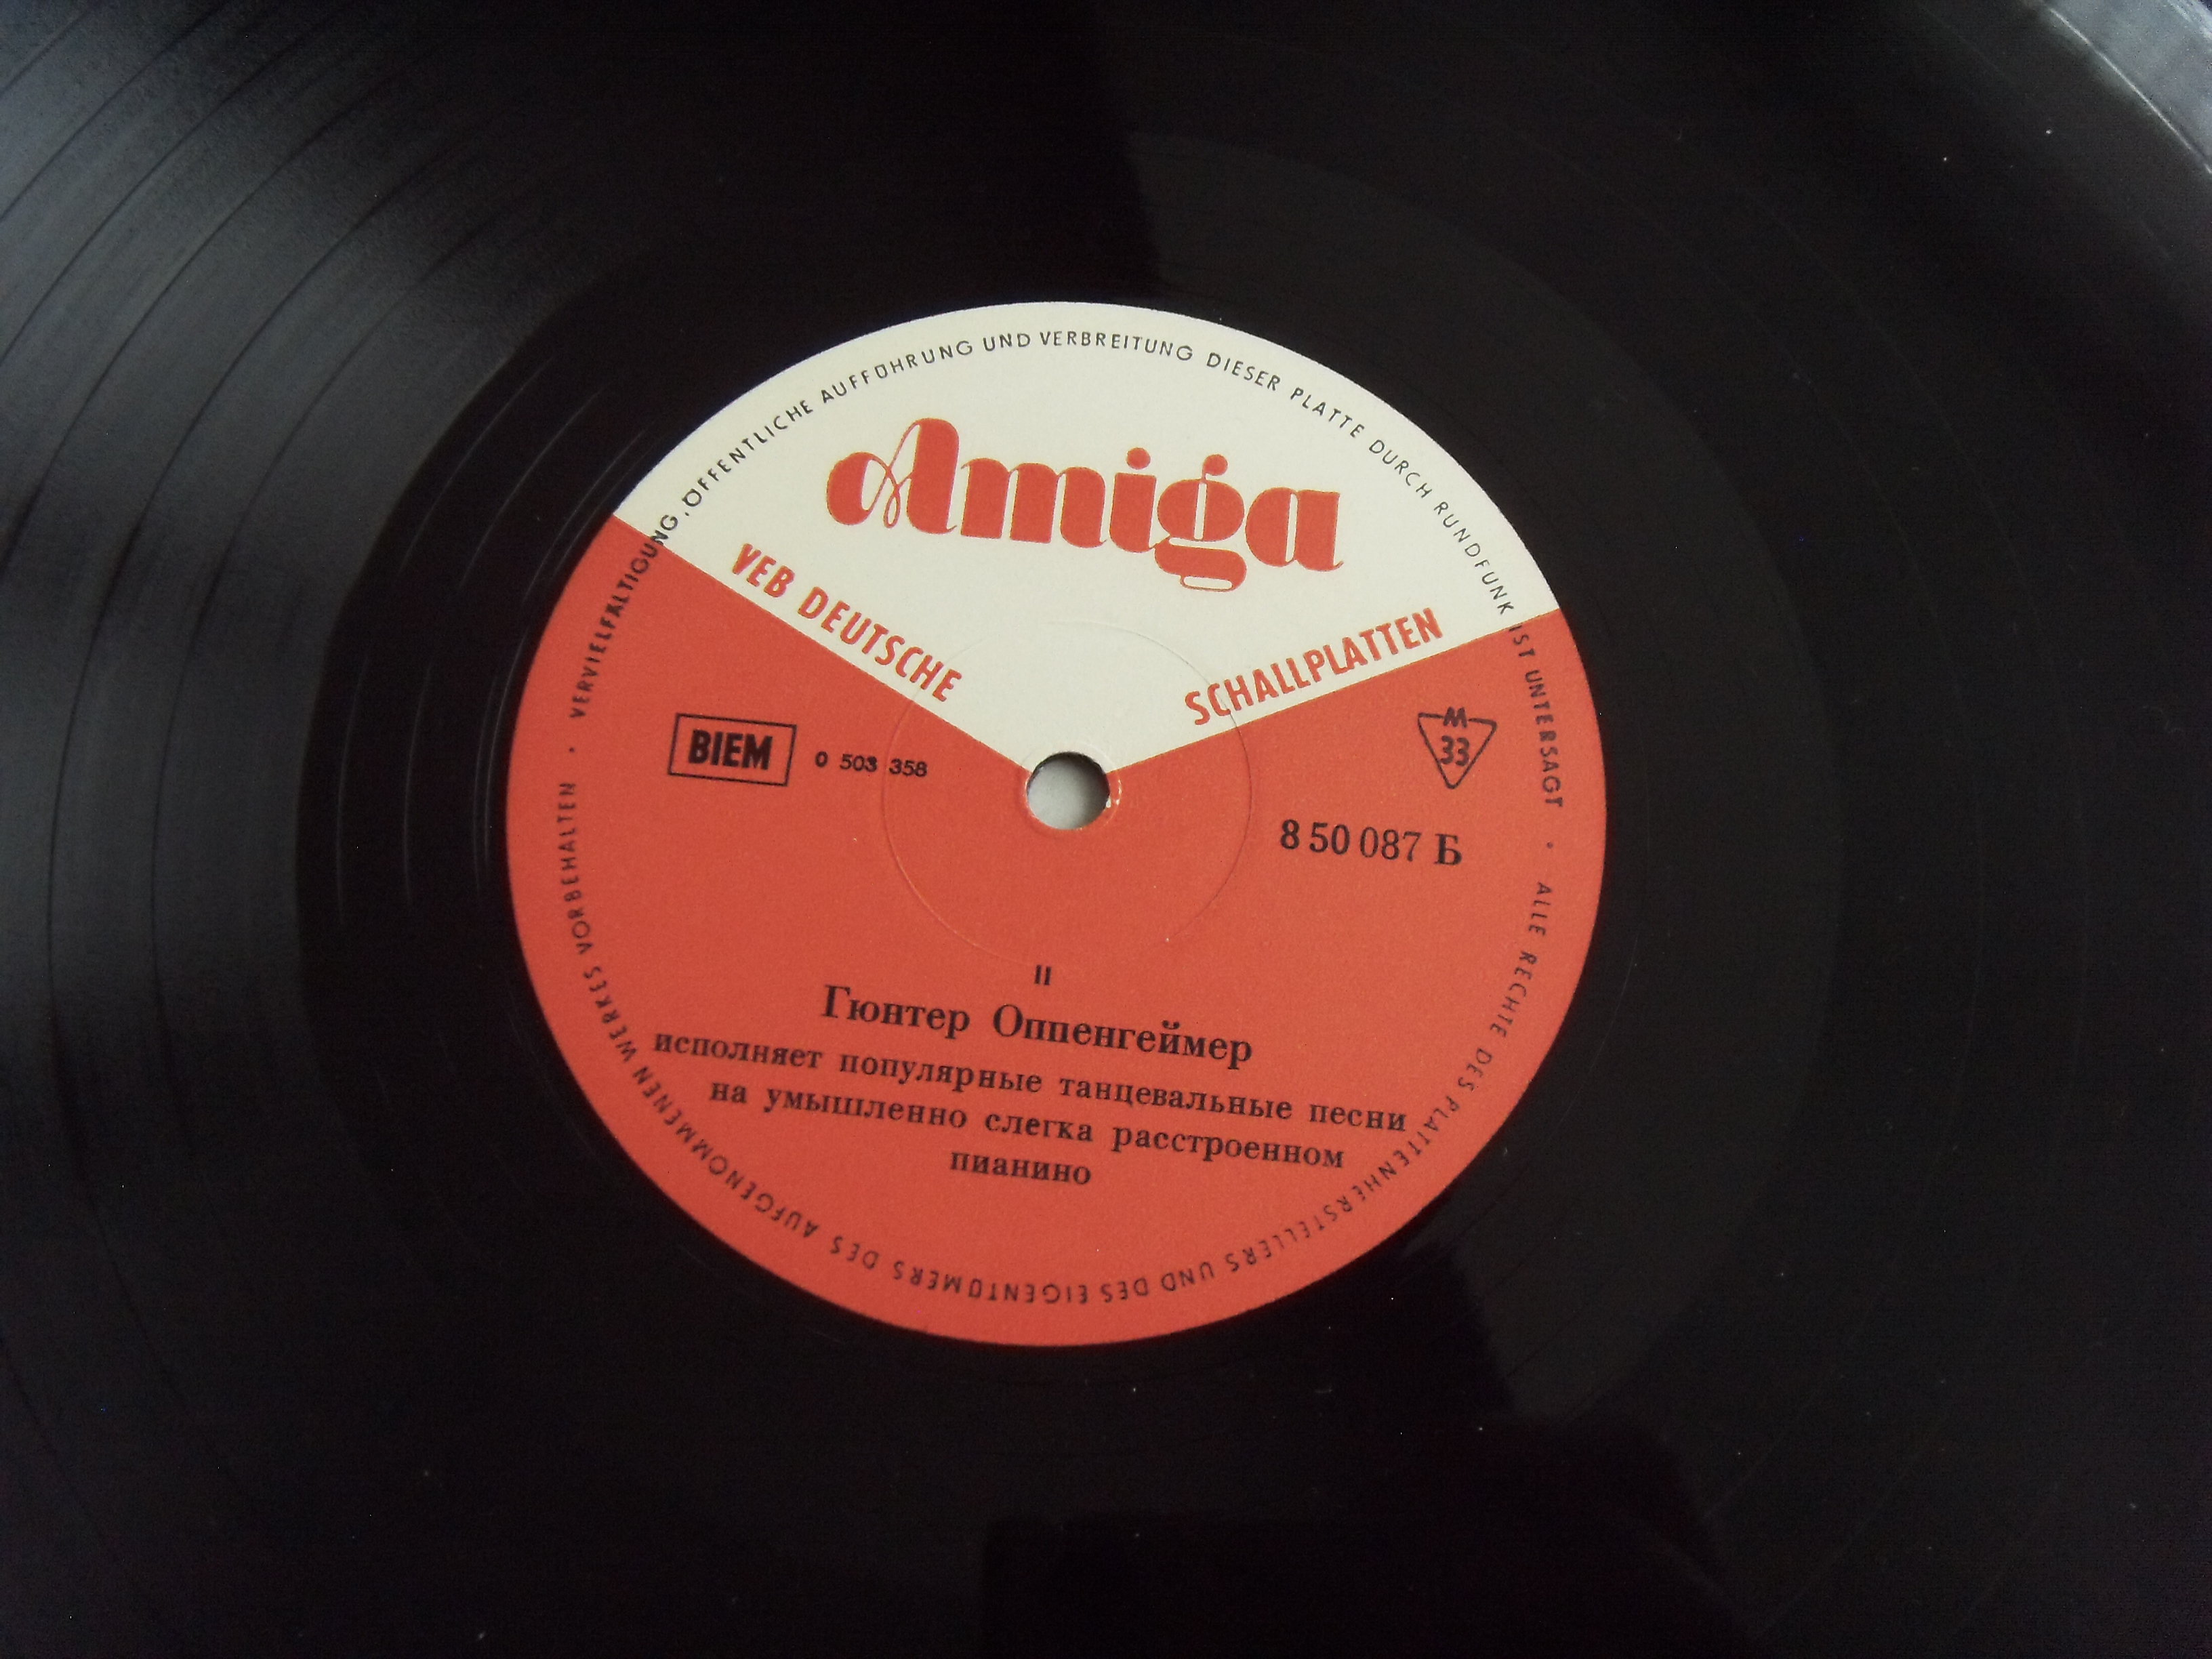 VERVIELFÄLTIGUNG, ÖFFENTLICHE AUFFÜHRUNG UND VERBREITUNG DIESER PLATTE DURCH RUNDFUNK IST UNTERSAGT · ALLE RECHTE DES PLATTENHERSTELLERS UND DES EIGENTÜMERS DES AUFGENOMMENEN WERKES VORBEHALTEN ·
Amiga
VEB DEUTSCHE SCHALLPLATTEN
BIEM 0 503 358
M 33
8 50 087 Б
II
Гюнтер Оппенгеймер
исполняет популярные танцевальные песни
на умышленно слегка расстроенном
пианино